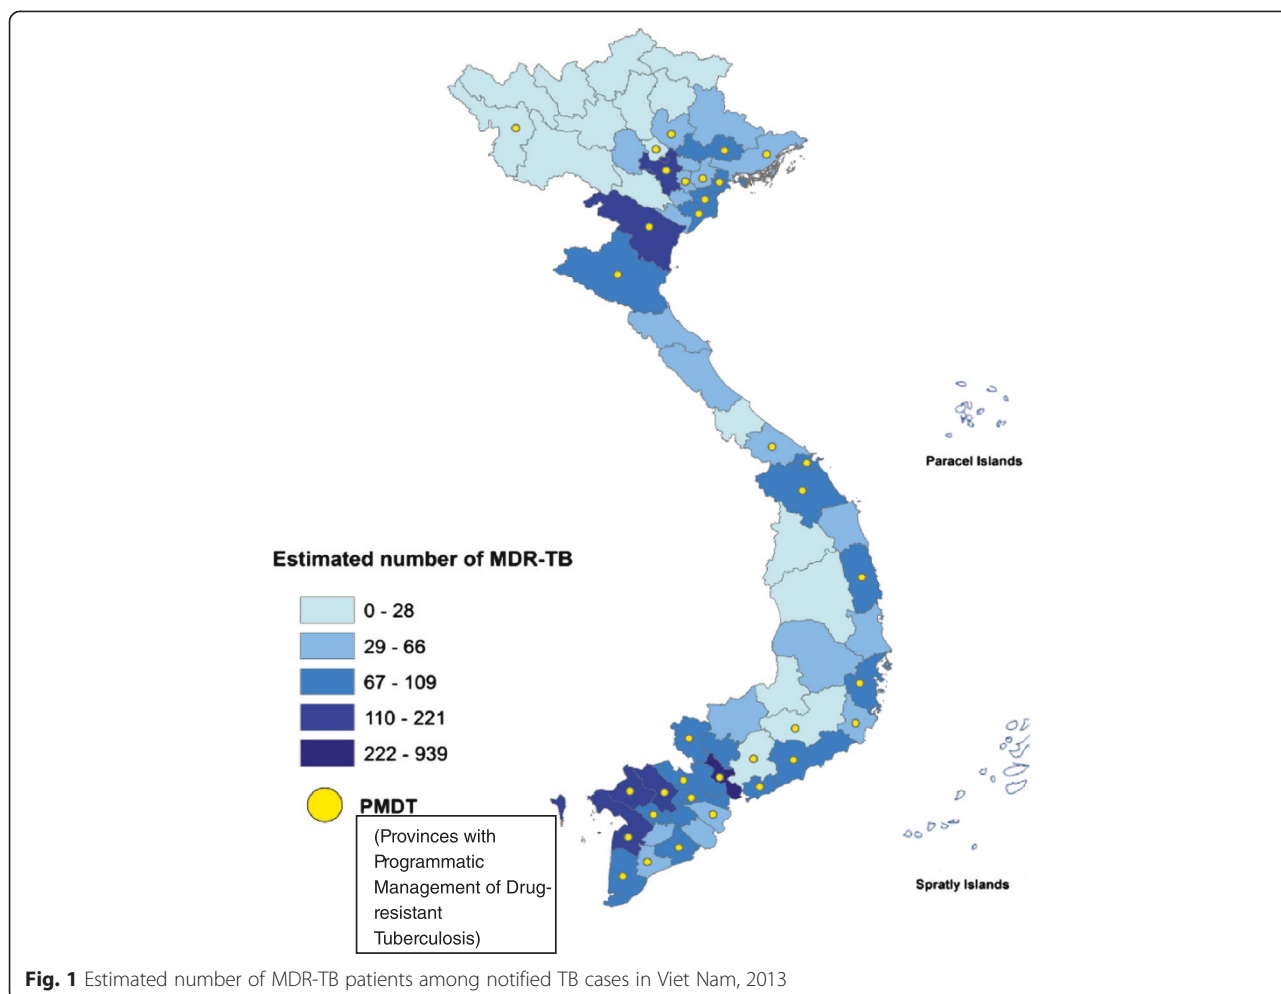 Paracel Islands
Estimated number of MDR-TB
0 - 28
29 - 66
67 - 109
110 - 221
222 - 939
PMDT
(Provinces with
Programmatic
Management of Drug-
resistant
Tuberculosis)
Spratly Islands
Fig. 1 Estimated number of MDR-TB patients among notified TB cases in Viet Nam, 2013